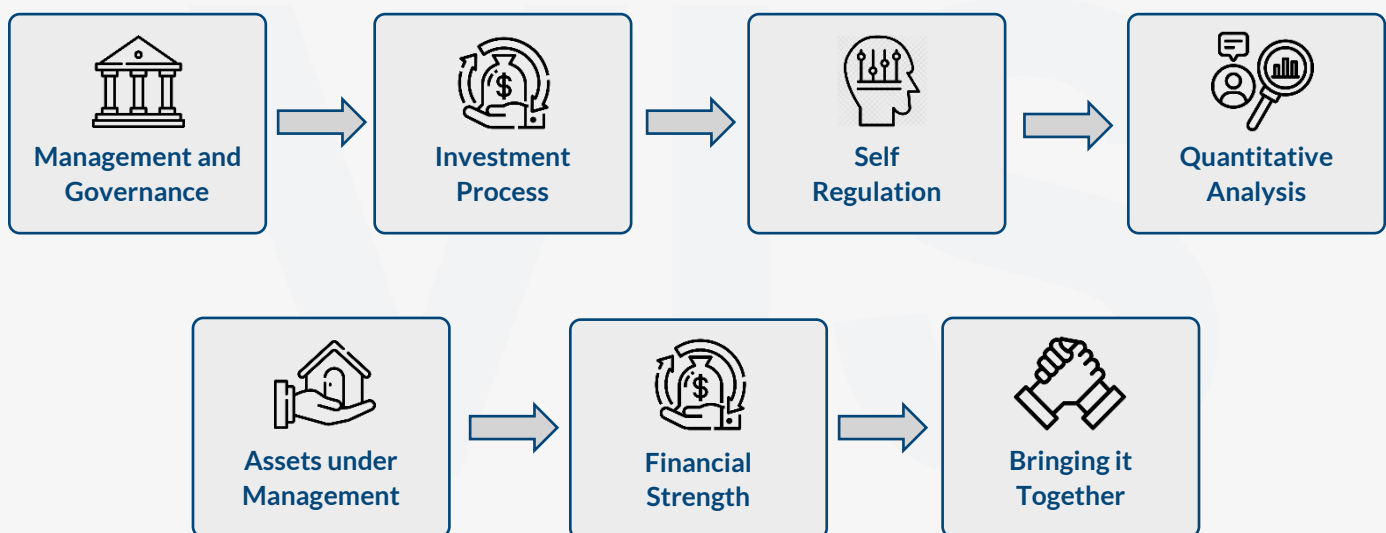 Management and
Governance
Investment
Process
Self
Regulation
Quantitative
Analysis
Assets under
Management
Financial
Strength
Bringing it
Together